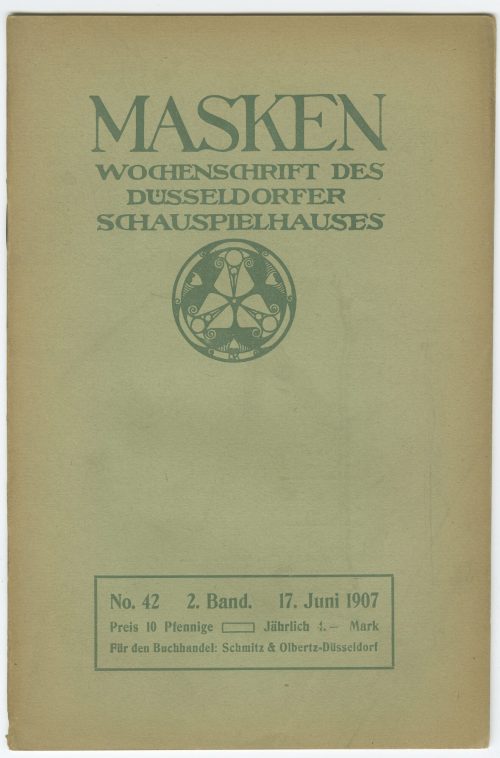 MASKEN
WOCHENSCHRIFT DES
DÜSSELDORFER
SCHAUSPIELHAUSES
No. 42 2. Band. 17. Juni 1907
Preis 10 Pfennige Jährlich 4.— Mark
Für den Buchhandel: Schmitz & Olbertz-Düsseldorf